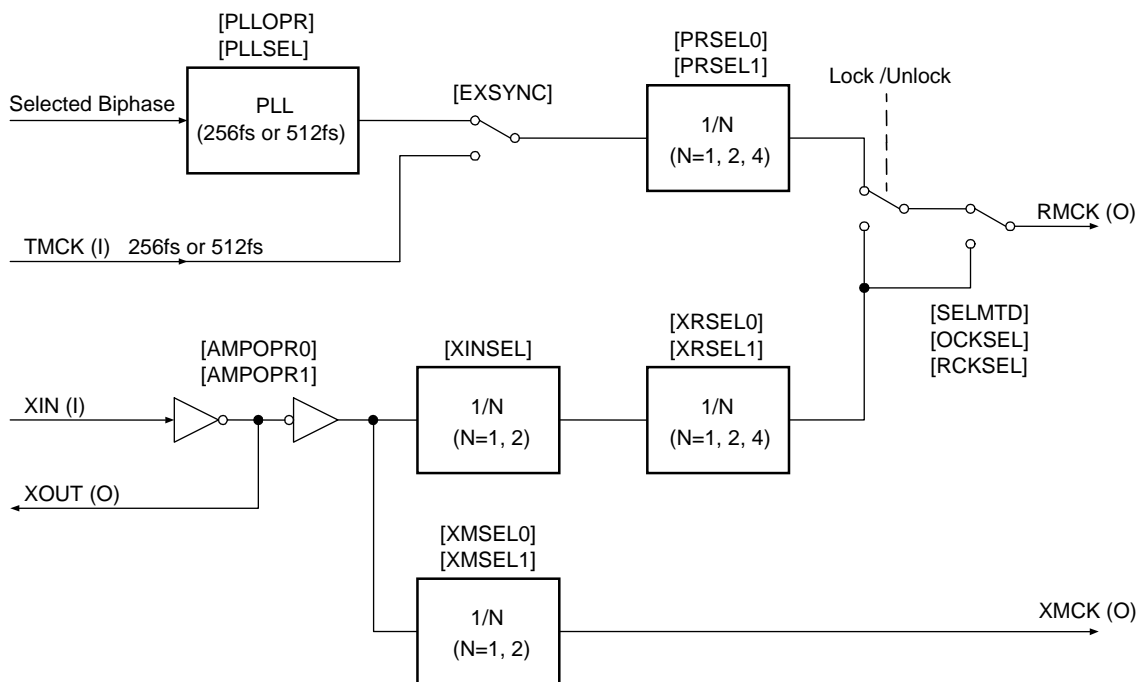 [PLLOPR]
[PLLSEL]
[PRSEL0]
[PRSEL1]
Lock /Unlock
Selected Biphase
PLL
(256fs or 512fs)
[EXSYNC]
1/N
(N=1, 2, 4)
RMCK (O)
TMCK (I) 256fs or 512fs
[SELMTD]
[OCKSEL]
[RCKSEL]
[AMPOPR0]
[AMPOPR1]
[XINSEL]
[XRSEL0]
[XRSEL1]
XIN (I)
1/N
(N=1, 2)
1/N
(N=1, 2, 4)
XOUT (O)
[XMSEL0]
[XMSEL1]
1/N
(N=1, 2)
XMCK (O)